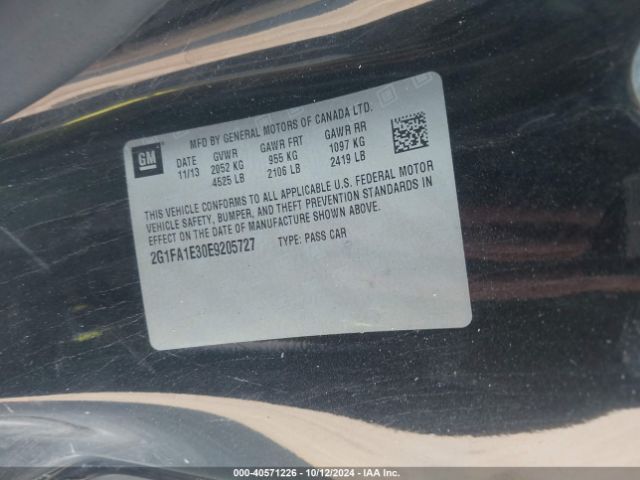 GM
MFD BY GENERAL MOTORS OF CANADA LTD.
DATE GVWR GAWR FRT GAWR RR
11/13 2052 KG 955 KG 1097 KG
4525 LB 2106 LB 2419 LB
THIS VEHICLE CONFORMS TO ALL APPLICABLE U.S. FEDERAL MOTOR
VEHICLE SAFETY, BUMPER, AND THEFT PREVENTION STANDARDS IN
EFFECT ON THE DATE OF MANUFACTURE SHOWN ABOVE.
2G1FA1E30E9205727 TYPE: PASS CAR
000-40571226 - 10/12/2024 - IAA Inc.